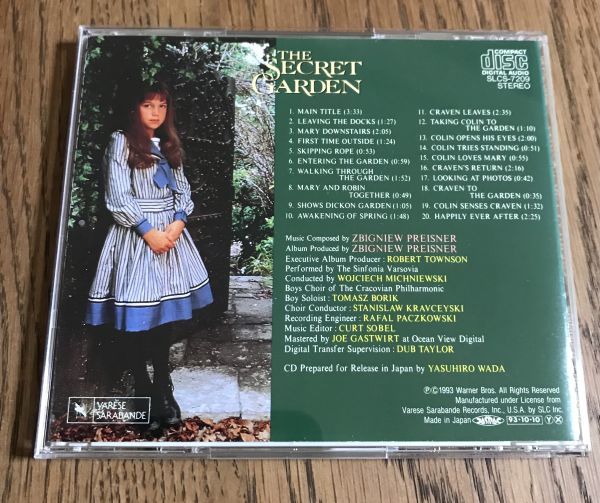 THE
SECRET
GARDEN
COMPACT
disc
DIGITAL AUDIO
SLCS-7209
STEREO
1. MAIN TITLE (3:33)
2. LEAVING THE DOCKS (1:27)
3. MARY DOWNSTAIRS (2:05)
4. FIRST TIME OUTSIDE (1:24)
5. SKIPPING ROPE (0:53)
6. ENTERING THE GARDEN (0:59)
7. WALKING THROUGH
THE GARDEN (1:52)
8. MARY AND ROBIN
TOGETHER (0:49)
9. SHOWS DICKON GARDEN (1:05)
10. AWAKENING OF SPRING (1:48)
11. CRAVEN LEAVES (2:35)
12. TAKING COLIN TO
THE GARDEN (1:10)
13. COLIN OPENS HIS EYES (2:00)
14. COLIN TRIES STANDING (0:51)
15. COLIN LOVES MARY (0:55)
16. CRAVEN'S RETURN (2:16)
17. LOOKING AT PHOTOS (0:42)
18. CRAVEN TO
THE GARDEN (0:35)
19. COLIN SENSES CRAVEN (1:32)
20. HAPPILY EVER AFTER (2:25)
Music Composed by ZBIGNIEW PREISNER
Album Produced by ZBIGNIEW PREISNER
Executive Album Producer : ROBERT TOWNSON
Performed by The Sinfonia Varsovia
Conducted by WOJCIECH MICHNIEWSKI
Boys Choir of The Cracovian Philharmonic
Boy Soloist : TOMASZ BORIK
Choir Conductor : STANISLAW KRAVCEYSKI
Recording Engineer : RAFAL PACZKOWSKI
Music Editor : CURT SOBEL
Mastered by JOE GASTWIRT at Ocean View Digital
Digital Transfer Supervision : DUB TAYLOR
CD Prepared for Release in Japan by YASUHIRO WADA
VARÈSE
SARABANDE
Ⓟ©1993 Warner Bros. All Rights Reserved
Manufactured under License from
Varese Sarabande Records, Inc., U.S.A. by SLC Inc.
Made in Japan 93·10·10 Y X